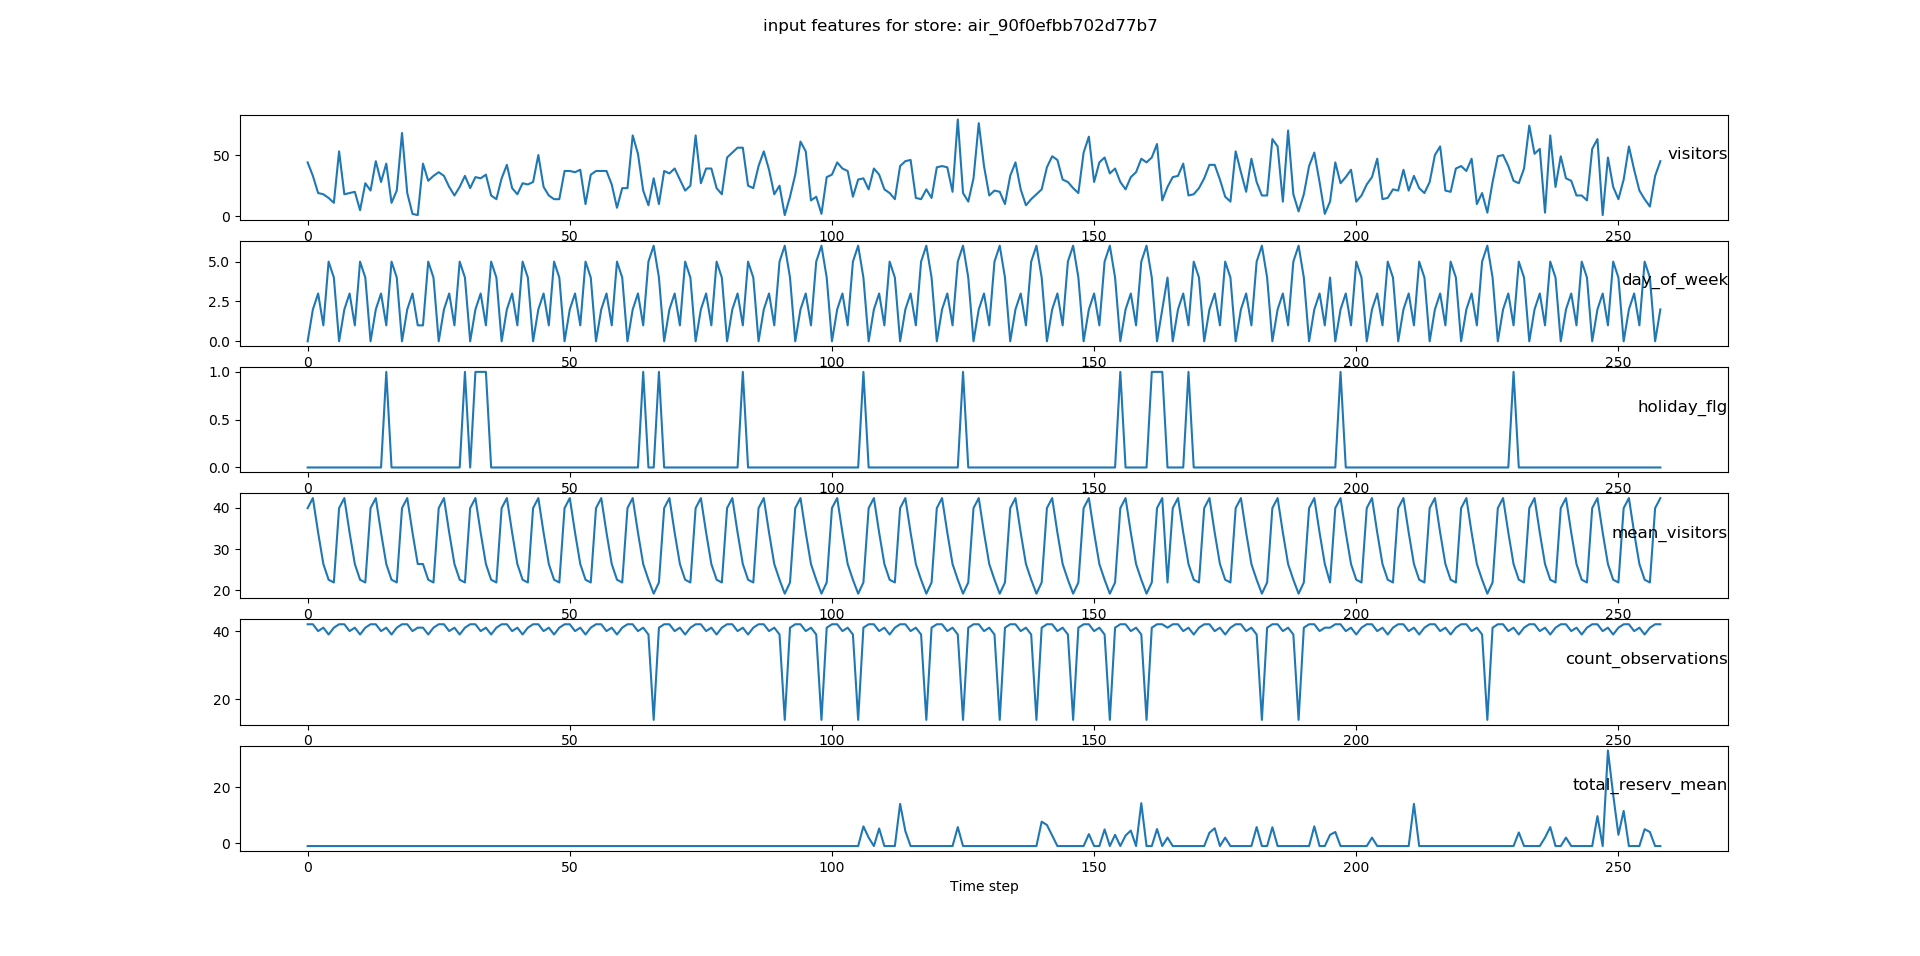 input features for store: air_90f0efbb702d77b7
50
0
visitors
0 50 100 150 200 250
5.0
2.5
0.0
day_of_week
0 50 100 150 200 250
1.0
0.5
0.0
holiday_flg
0 50 100 150 200 250
40
30
20
mean_visitors
0 50 100 150 200 250
40
20
count_observations
0 50 100 150 200 250
20
0
total_reserv_mean
0 50 100 150 200 250
Time step